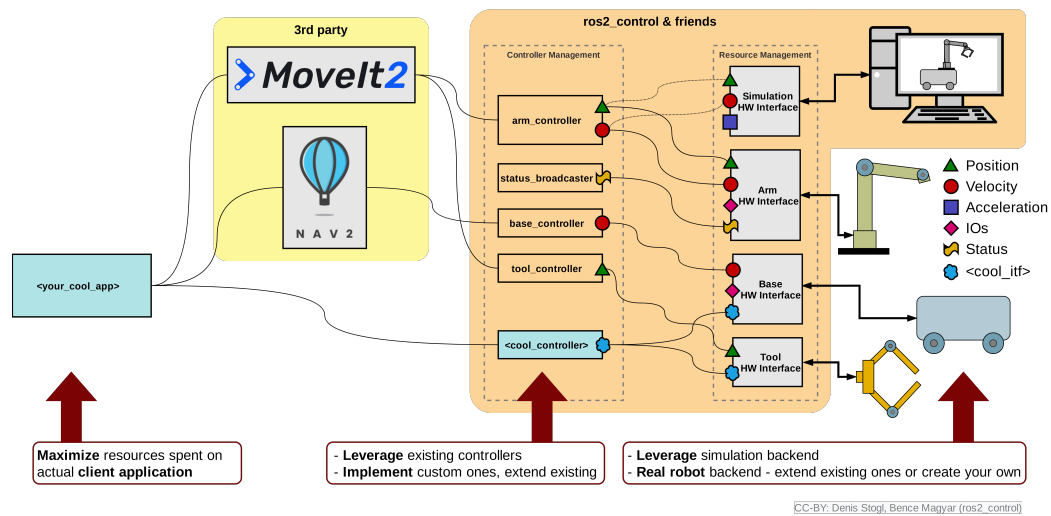 3rd party
ros2_control & friends
MoveIt2
NAV2
<your_cool_app>
Controller Management
arm_controller
status_broadcaster
base_controller
tool_controller
<cool_controller>
Resource Management
Simulation
HW Interface
Arm
HW Interface
Base
HW Interface
Tool
HW Interface
Position
Velocity
Acceleration
IOs
Status
<cool_itf>
Maximize resources spent on
actual client application
- Leverage existing controllers
- Implement custom ones, extend existing
- Leverage simulation backend
- Real robot backend - extend existing ones or create your own
CC-BY: Denis Stogl, Bence Magyar (ros2_control)